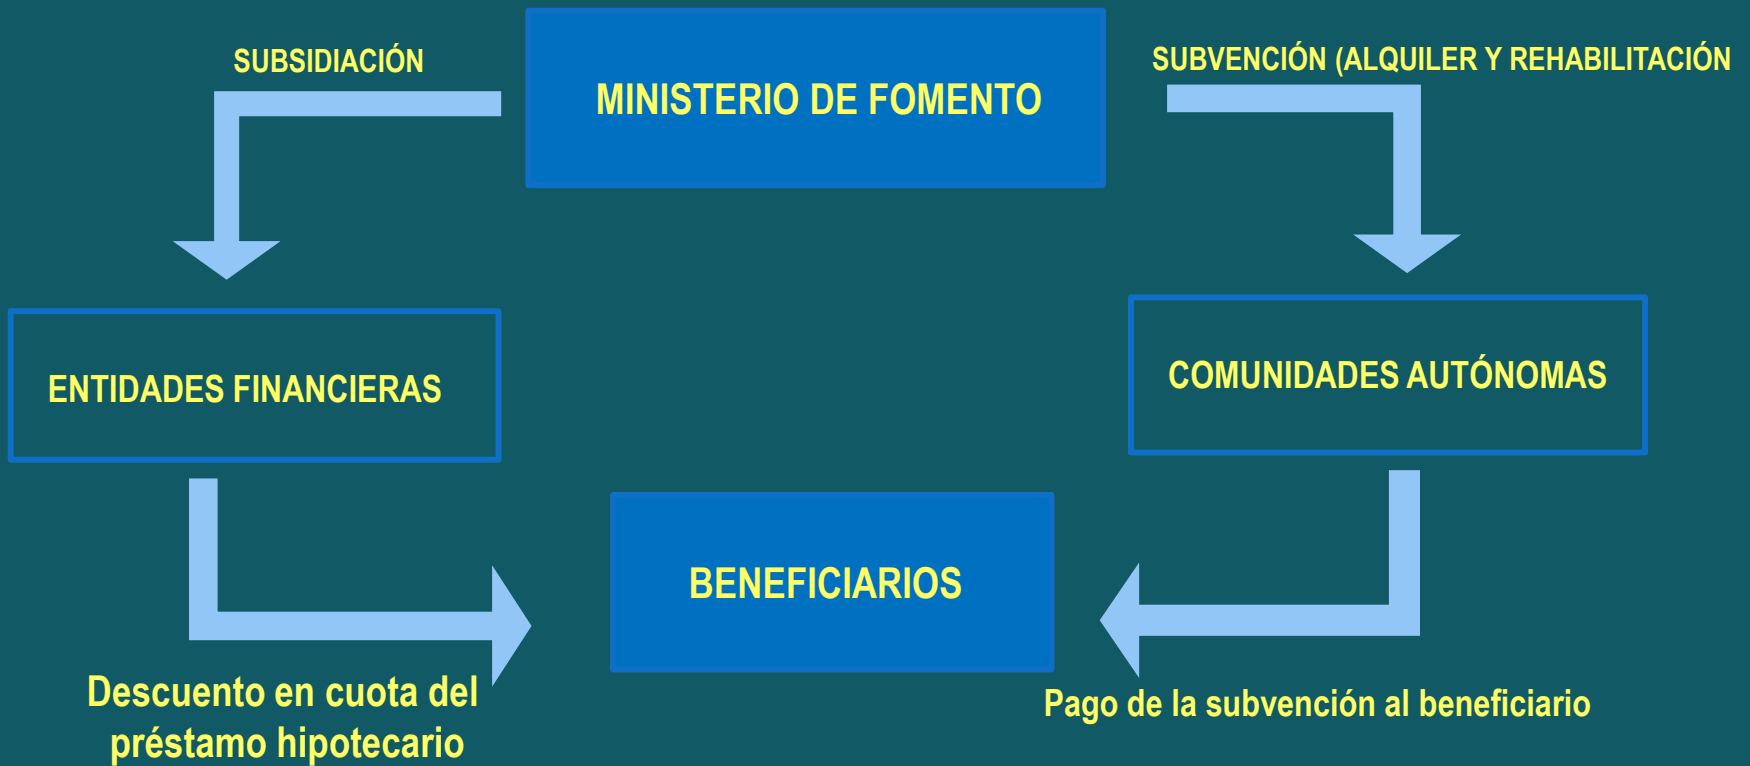 SUBSIDIACIÓN
MINISTERIO DE FOMENTO
SUBVENCIÓN (ALQUILER Y REHABILITACIÓN
ENTIDADES FINANCIERAS
COMUNIDADES AUTÓNOMAS
BENEFICIARIOS
Descuento en cuota del
préstamo hipotecario
Pago de la subvención al beneficiario